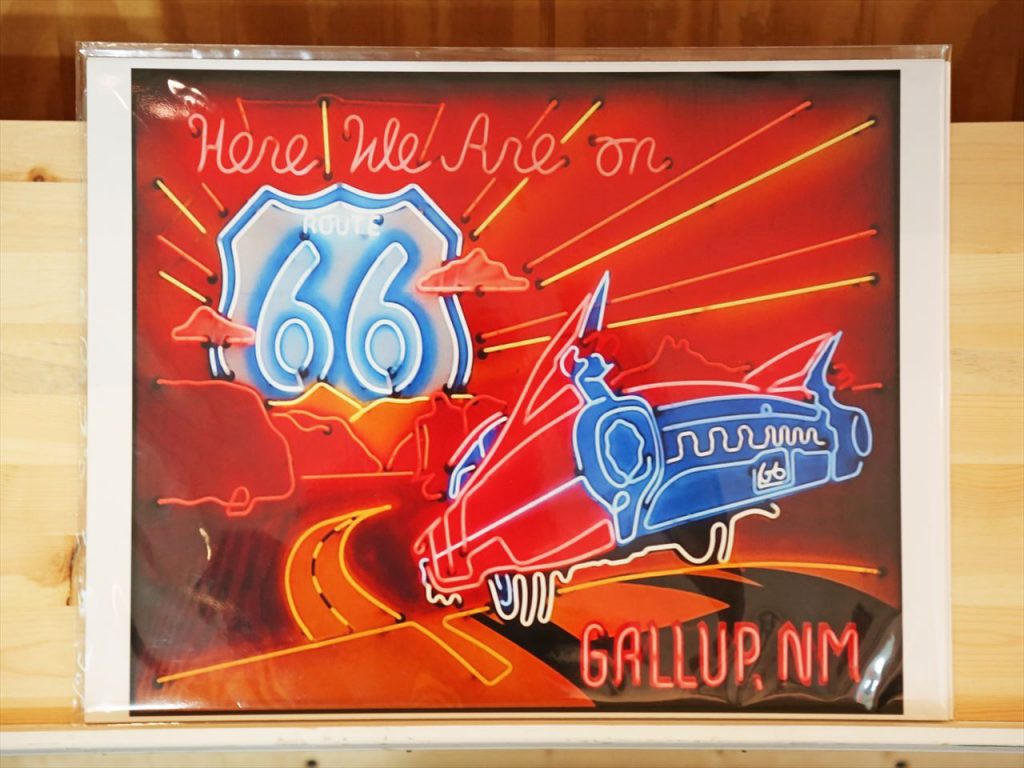 Here We Are on
ROUTE
66
66
GALLUP, NM